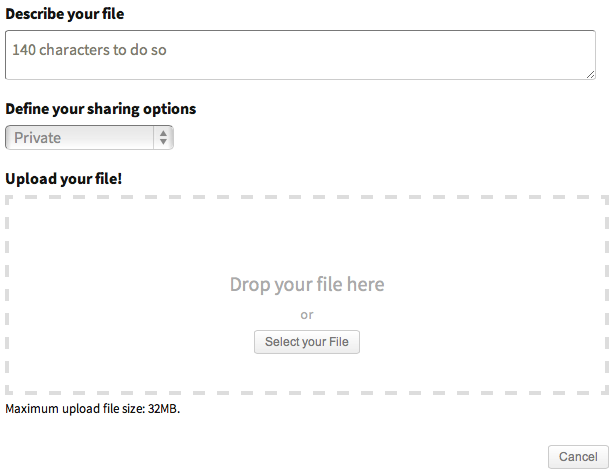 Describe your file
140 characters to do so
Define your sharing options
Private
Upload your file!
Drop your file here
or
Select your File
Maximum upload file size: 32MB.
Cancel